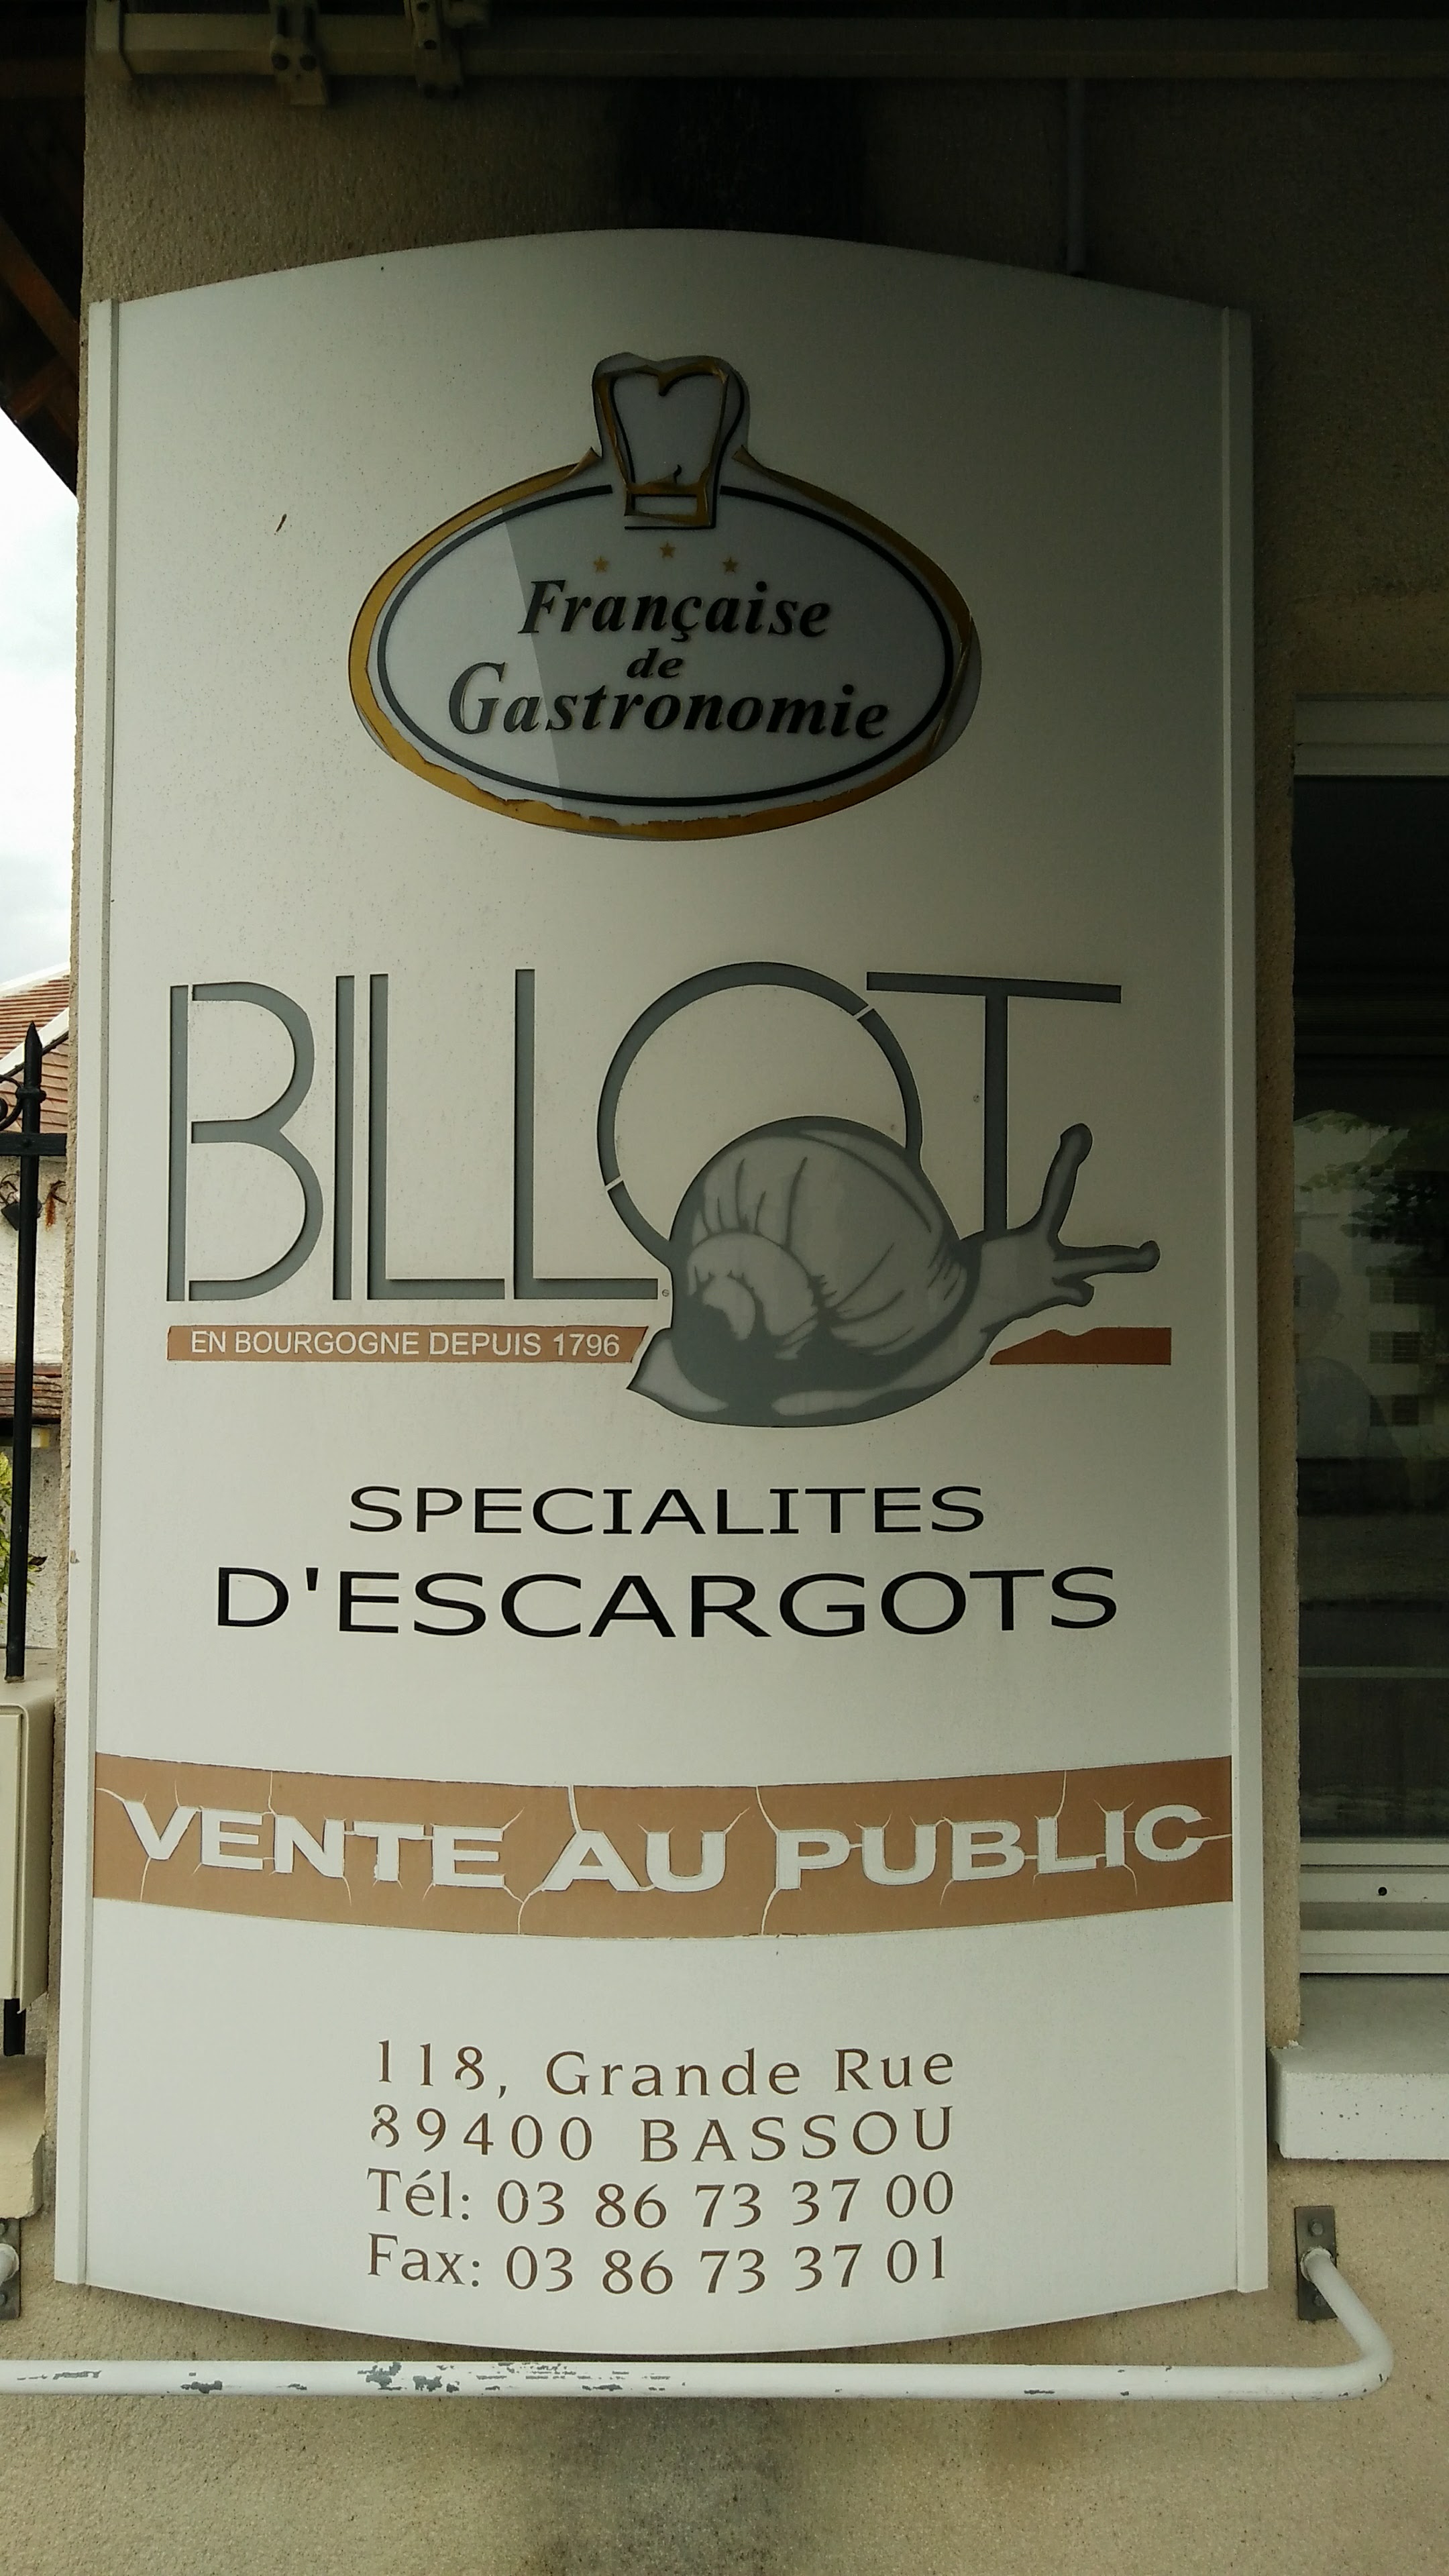 Française
de
Gastronomie
BILLOT
EN BOURGOGNE DEPUIS 1796
SPECIALITES
D'ESCARGOTS
VENTE AU PUBLIC
118, Grande Rue
89400 BASSOU
Tél: 03 86 73 37 00
Fax: 03 86 73 37 01